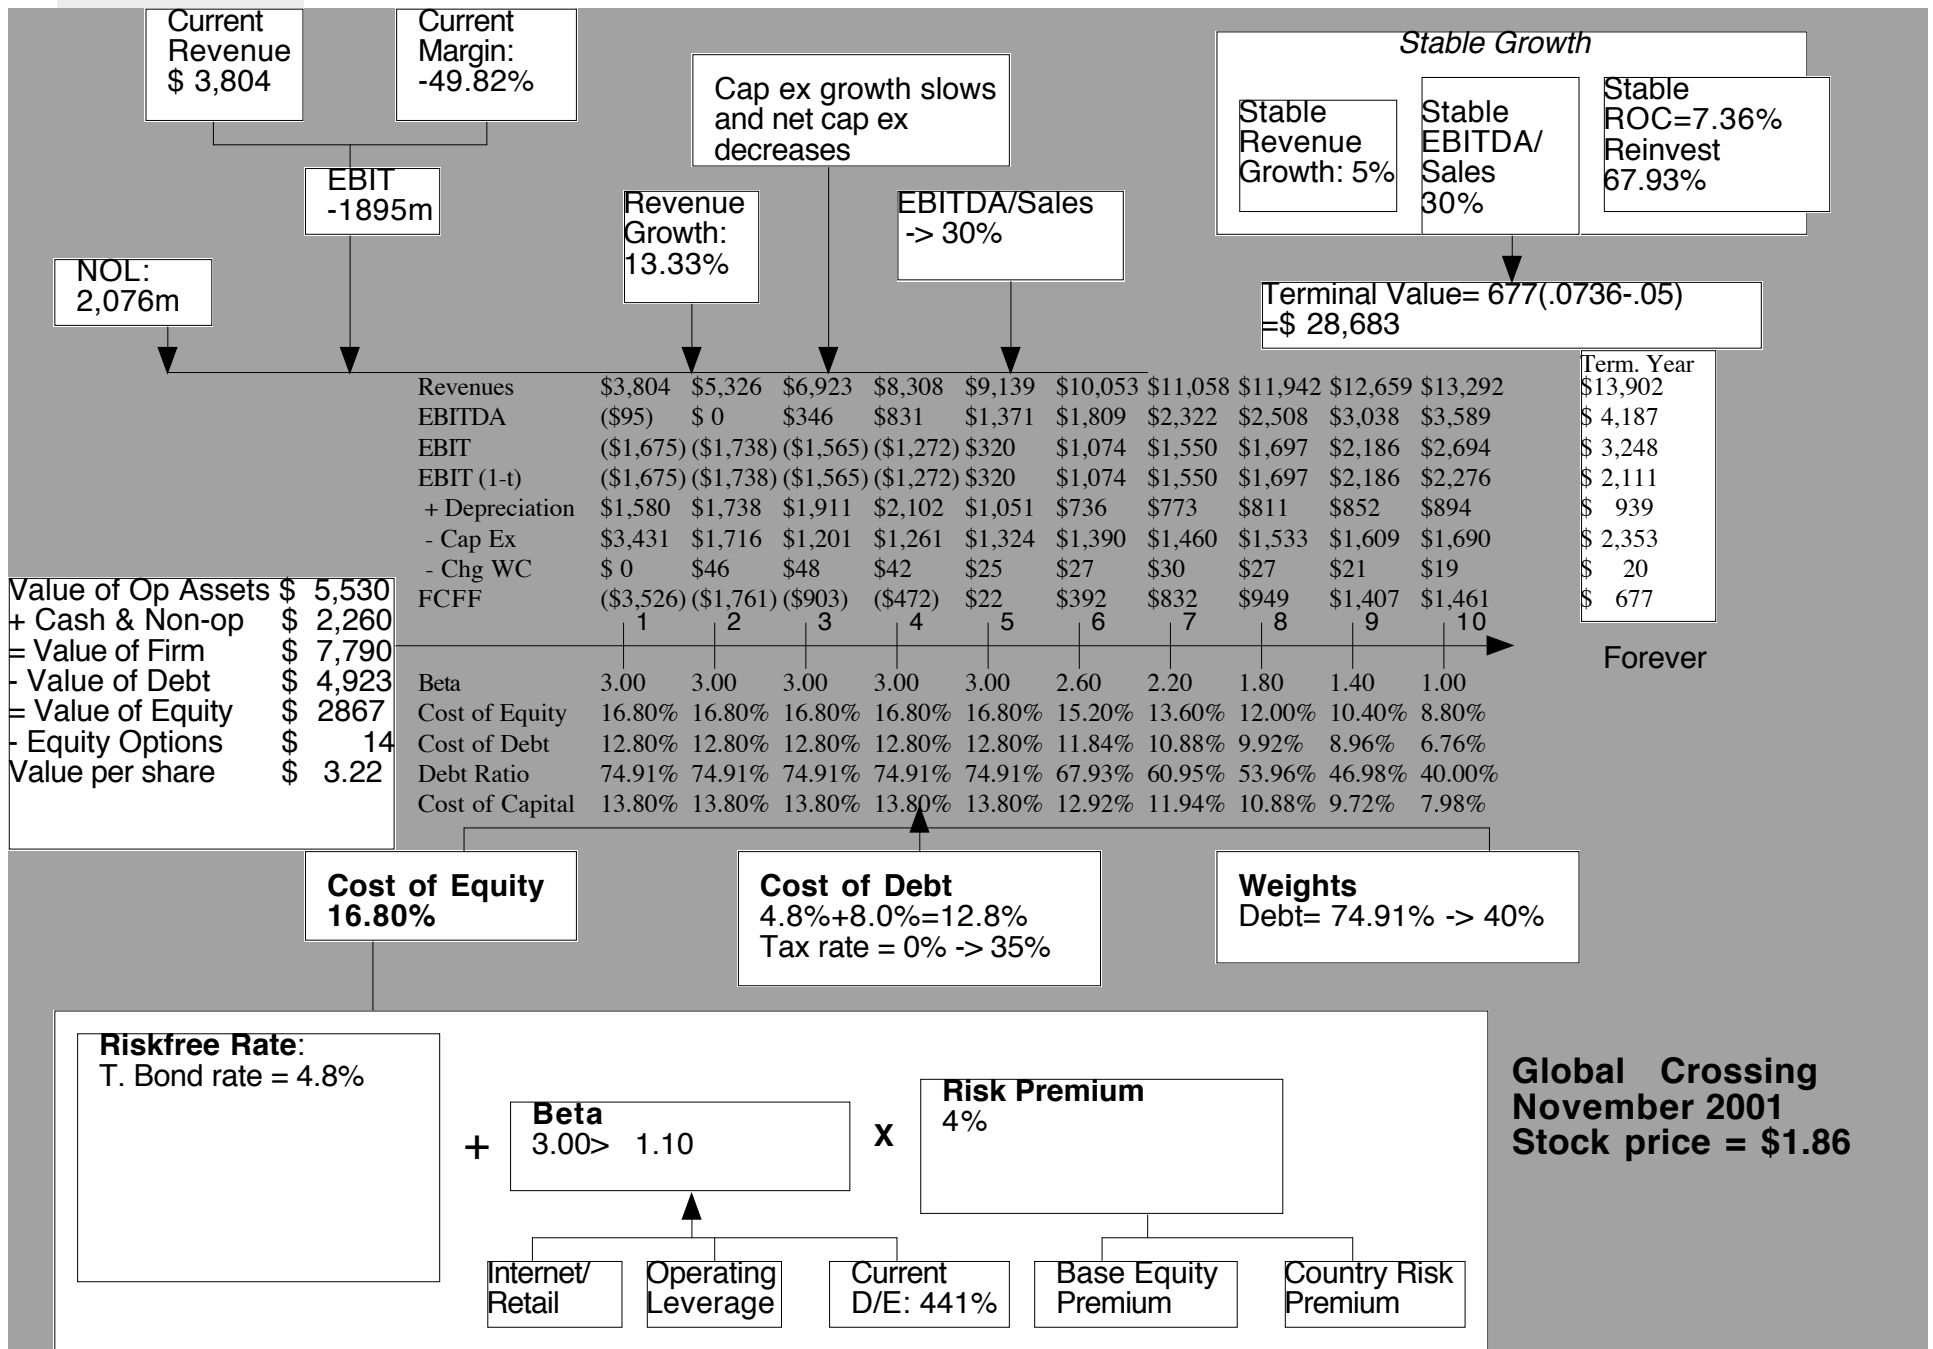 Current
Revenue
$ 3,804
Current
Margin:
-49.82%
Cap ex growth slows
and net cap ex
decreases
Stable Growth
Stable
Revenue
Growth: 5%
Stable
EBITDA/
Sales
30%
Stable
ROC=7.36%
Reinvest
67.93%
EBIT
-1895m
Revenue
Growth:
13.33%
EBITDA/Sales
-> 30%
NOL:
2,076m
Terminal Value= 677(.0736-.05)
=$ 28,683
Term. Year
Revenues $3,804 $5,326 $6,923 $8,308 $9,139 $10,053 $11,058 $11,942 $12,659 $13,292 $13,902
EBITDA ($95) $ 0 $346 $831 $1,371 $1,809 $2,322 $2,508 $3,038 $3,589 $ 4,187
EBIT ($1,675) ($1,738) ($1,565) ($1,272) $320 $1,074 $1,550 $1,697 $2,186 $2,694 $ 3,248
EBIT (1-t) ($1,675) ($1,738) ($1,565) ($1,272) $320 $1,074 $1,550 $1,697 $2,186 $2,276 $ 2,111
+ Depreciation $1,580 $1,738 $1,911 $2,102 $1,051 $736 $773 $811 $852 $894 $ 939
- Cap Ex $3,431 $1,716 $1,201 $1,261 $1,324 $1,390 $1,460 $1,533 $1,609 $1,690 $ 2,353
- Chg WC $ 0 $46 $48 $42 $25 $27 $30 $27 $21 $19 $ 20
FCFF ($3,526) ($1,761) ($903) ($472) $22 $392 $832 $949 $1,407 $1,461 $ 677
1 2 3 4 5 6 7 8 9 10
Forever
Value of Op Assets $ 5,530
+ Cash & Non-op $ 2,260
= Value of Firm $ 7,790
- Value of Debt $ 4,923
= Value of Equity $ 2867
- Equity Options $ 14
Value per share $ 3.22
Beta 3.00 3.00 3.00 3.00 3.00 2.60 2.20 1.80 1.40 1.00
Cost of Equity 16.80% 16.80% 16.80% 16.80% 16.80% 15.20% 13.60% 12.00% 10.40% 8.80%
Cost of Debt 12.80% 12.80% 12.80% 12.80% 12.80% 11.84% 10.88% 9.92% 8.96% 6.76%
Debt Ratio 74.91% 74.91% 74.91% 74.91% 74.91% 67.93% 60.95% 53.96% 46.98% 40.00%
Cost of Capital 13.80% 13.80% 13.80% 13.80% 13.80% 12.92% 11.94% 10.88% 9.72% 7.98%
Cost of Equity
16.80%
Cost of Debt
4.8%+8.0%=12.8%
Tax rate = 0% -> 35%
Weights
Debt= 74.91% -> 40%
Riskfree Rate:
T. Bond rate = 4.8%
+
Beta
3.00> 1.10
X
Risk Premium
4%
Global Crossing
November 2001
Stock price = $1.86
Internet/
Retail
Operating
Leverage
Current
D/E: 441%
Base Equity
Premium
Country Risk
Premium